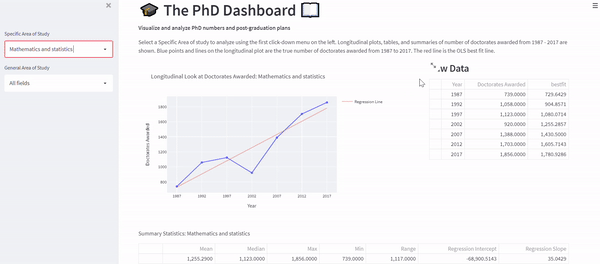 Specific Area of Study
Mathematics and statistics
General Area of Study
All fields
The PhD Dashboard
Visualize and analyze PhD numbers and post-graduation plans
Select a Specific Area of study to analyze using the first click-down menu on the left. Longitudinal plots, tables, and summaries of number of doctorates awarded from 1987 - 2017 are
shown. Blue points and lines on the longitudinal plot are the true number of doctorates awarded from 1987 to 2017. The red line is the OLS best fit line.
Longitudinal Look at Doctorates Awarded: Mathematics and statistics
Regression Line
Doctorates Awarded
1800
1600
1400
1200
1000
800
1987 1992 1997 2002 2007 2012 2017
Year
.w Data
Year Doctorates Awarded bestfit
1987 739.0000 729.6429
1992 1,058.0000 904.8571
1997 1,123.0000 1,080.0714
2002 920.0000 1,255.2857
2007 1,388.0000 1,430.5000
2012 1,703.0000 1,605.7143
2017 1,856.0000 1,780.9286
Summary Statistics: Mathematics and statistics
Mean Median Max Min Range Regression Intercept Regression Slope
1,255.2900 1,123.0000 1,856.0000 739.0000 1,117.0000 -68,900.5143 35.0429